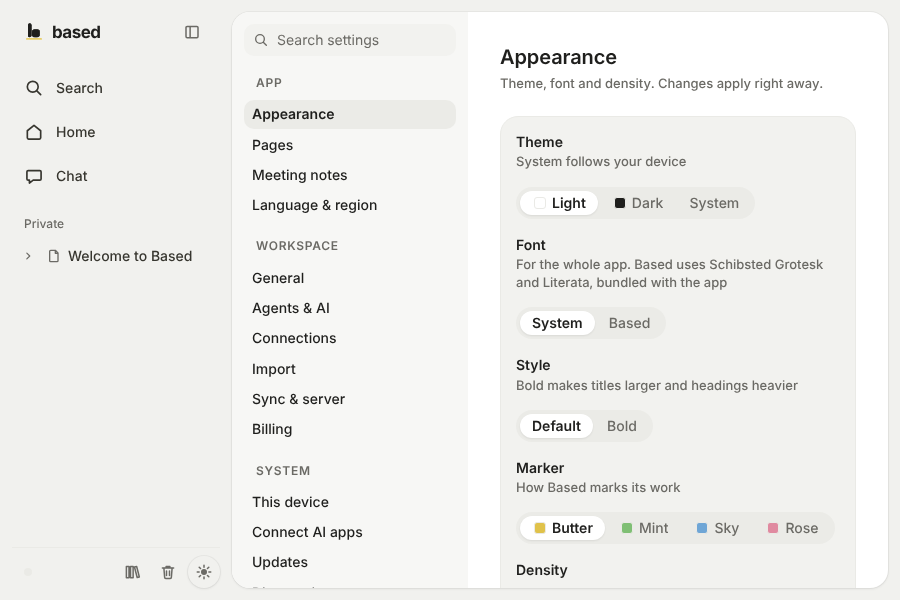 based
Search
Home
Chat
Private
Welcome to Based
Search settings
APP
Appearance
Pages
Meeting notes
Language & region
WORKSPACE
General
Agents & AI
Connections
Import
Sync & server
Billing
SYSTEM
This device
Connect AI apps
Updates
Appearance
Theme, font and density. Changes apply right away.
Theme
System follows your device
Light Dark System
Font
For the whole app. Based uses Schibsted Grotesk
and Literata, bundled with the app
System Based
Style
Bold makes titles larger and headings heavier
Default Bold
Marker
How Based marks its work
Butter Mint Sky Rose
Density